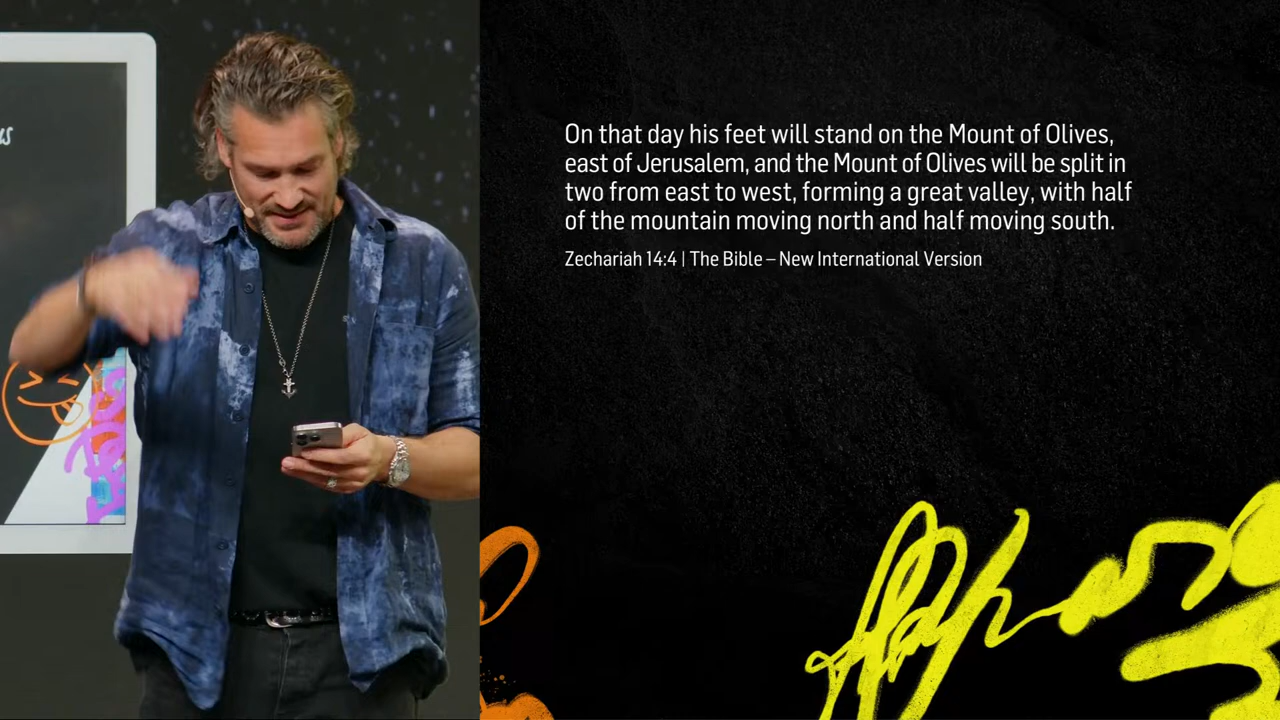 On that day his feet will stand on the Mount of Olives,
east of Jerusalem, and the Mount of Olives will be split in
two from east to west, forming a great valley, with half
of the mountain moving north and half moving south.
Zechariah 14:4 | The Bible – New International Version